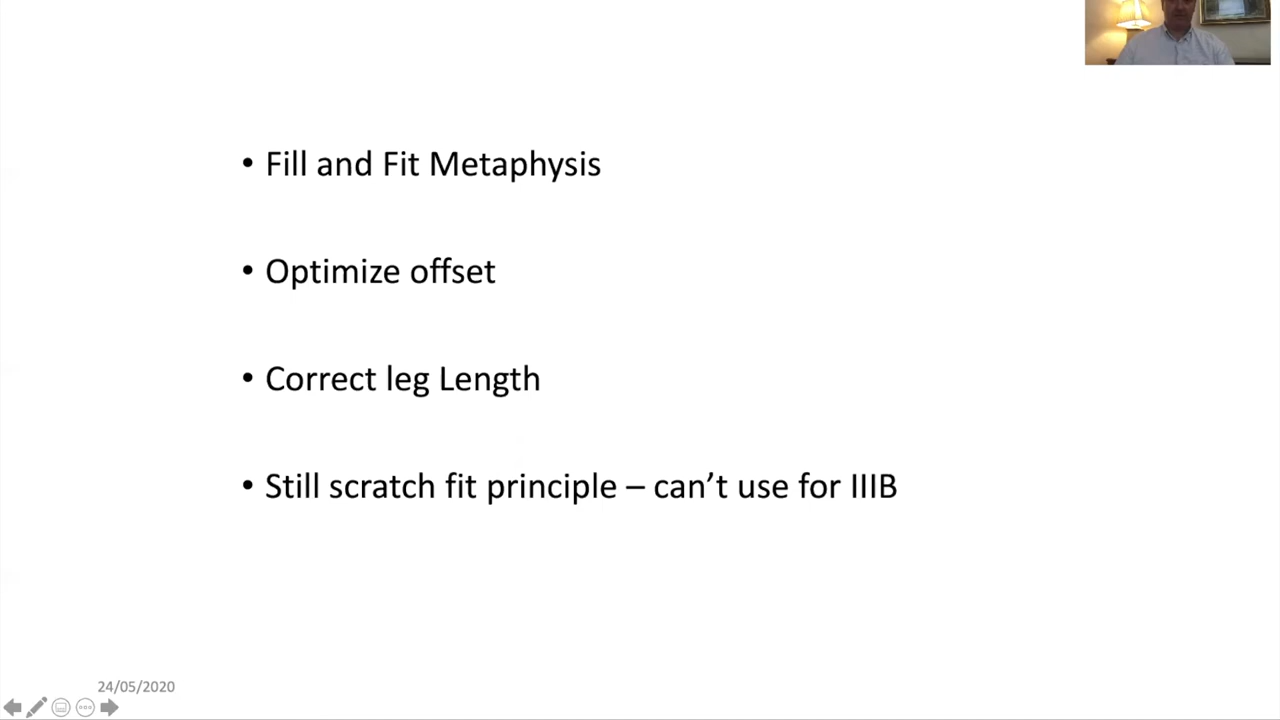 • Fill and Fit Metaphysis
• Optimize offset
• Correct leg Length
• Still scratch fit principle – can’t use for IIIB
24/05/2020